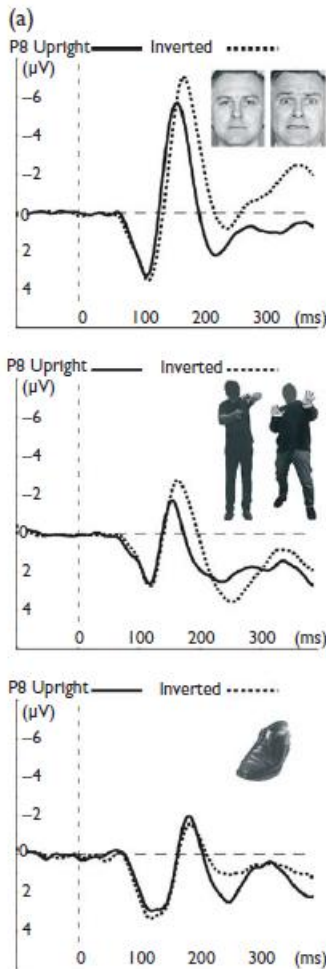 (a)
P8 Upright Inverted
(μV)
–6
–4
–2
0
2
4
0 100 200 300 (ms)
P8 Upright Inverted
(μV)
–6
–4
–2
0
2
4
0 100 200 300 (ms)
P8 Upright Inverted
(μV)
–6
–4
–2
0
2
4
0 100 200 300 (ms)